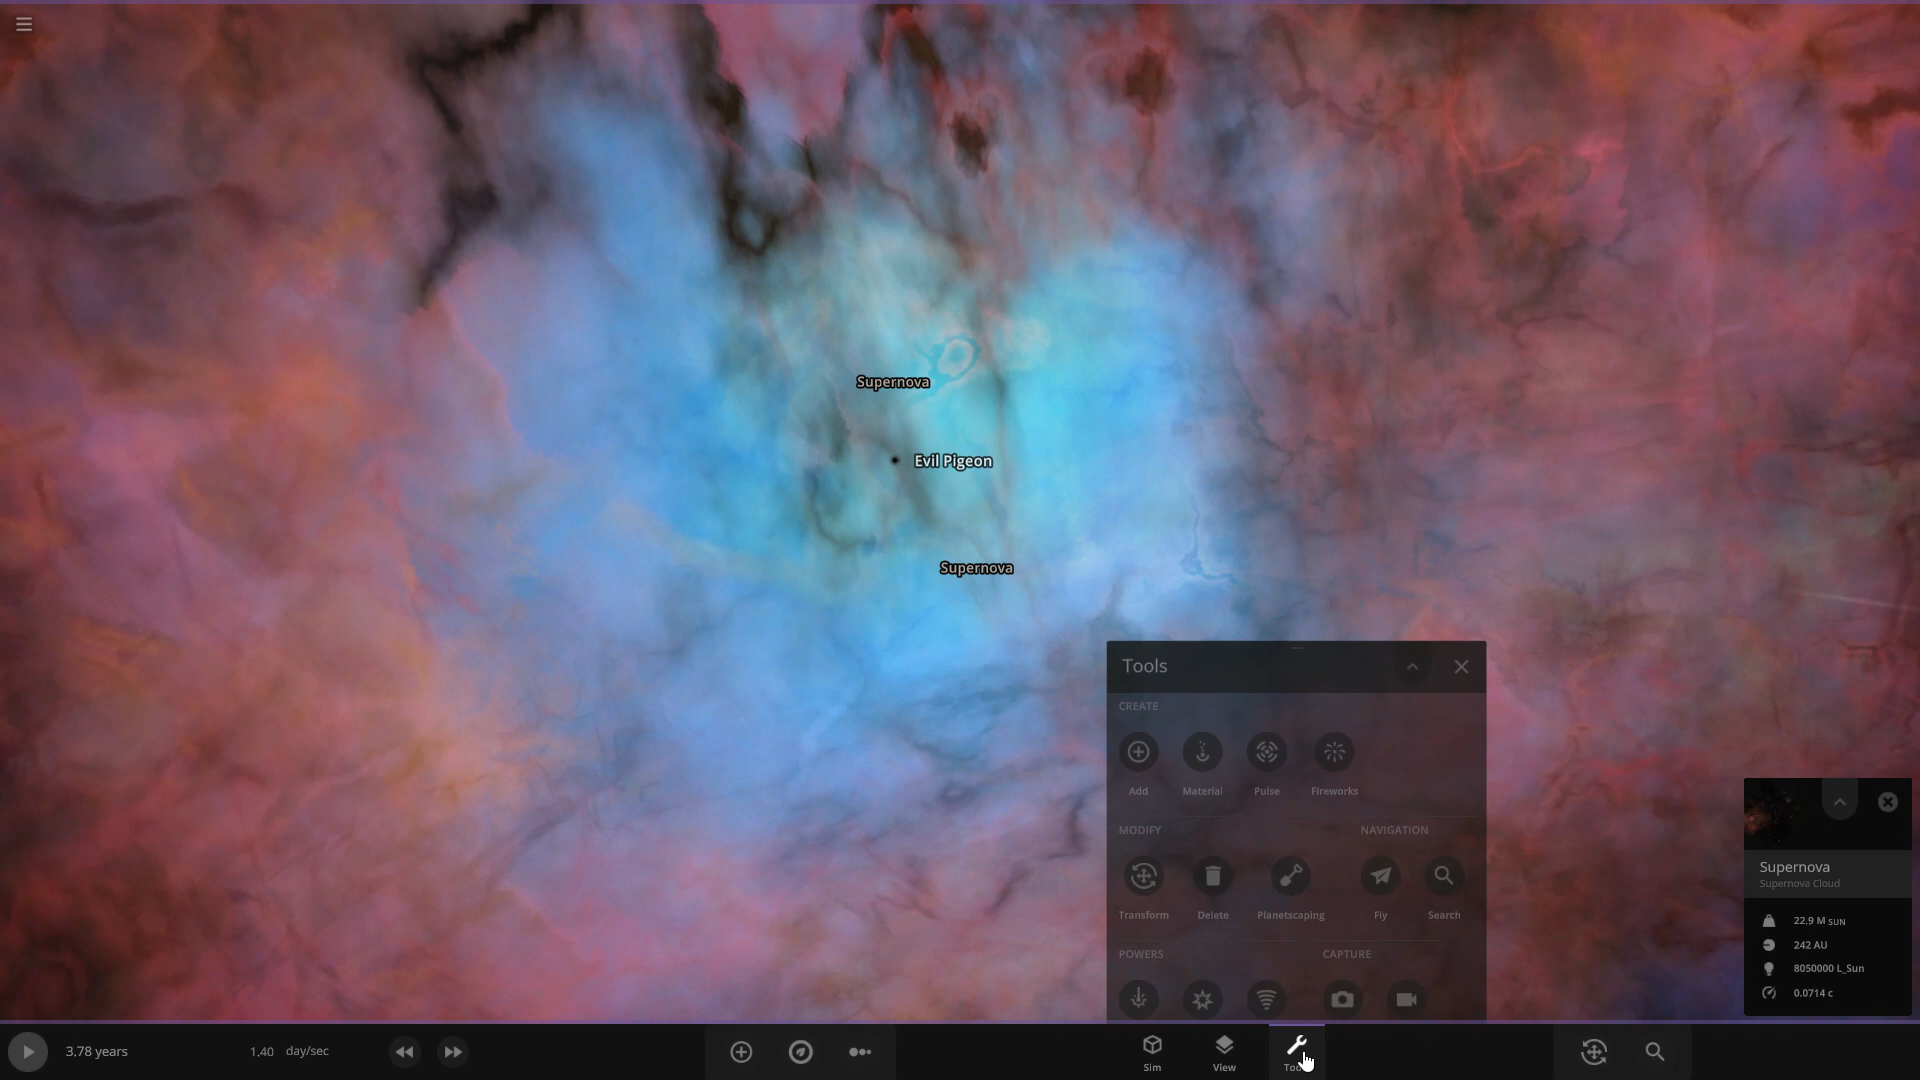 Supernova
Evil Pigeon
Supernova
Tools
CREATE
Add Material Pulse Fireworks
MODIFY NAVIGATION
Transform Delete Planetscaping Fly Search
POWERS CAPTURE
Supernova
Supernova Cloud
22.9 M SUN
242 AU
8050000 L_Sun
0.0714 c
3.78 years 1.40 day/sec
Sim View